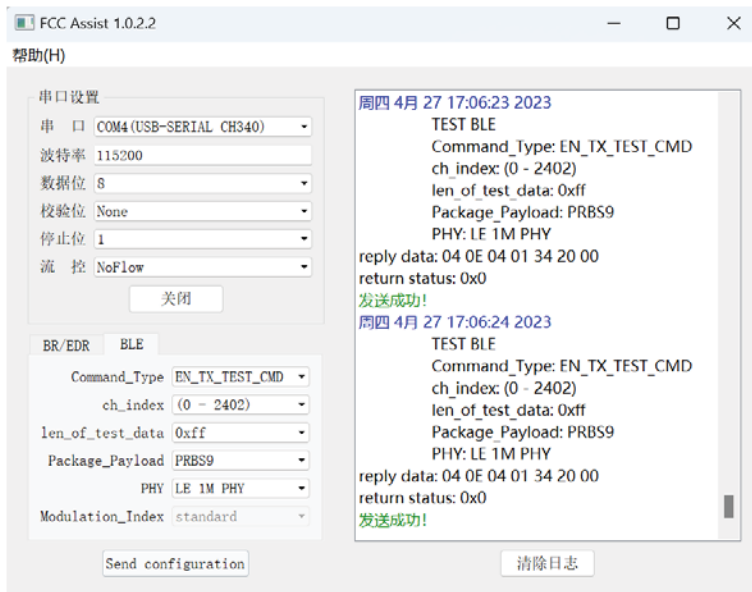 FCC Assist 1.0.2.2
帮助(H)
串口设置
串 口 COM4(USB-SERIAL CH340)
波特率 115200
数据位 8
校验位 None
停止位 1
流 控 NoFlow
关闭
BR/EDR BLE
Command_Type EN_TX_TEST_CMD
ch_index (0 - 2402)
len_of_test_data 0xff
Package_Payload PRBS9
PHY LE 1M PHY
Modulation_Index standard
Send configuration
周四 4月 27 17:06:23 2023
TEST BLE
Command_Type: EN_TX_TEST_CMD
ch_index: (0 - 2402)
len_of_test_data: 0xff
Package_Payload: PRBS9
PHY: LE 1M PHY
reply data: 04 0E 04 01 34 20 00
return status: 0x0
发送成功!
周四 4月 27 17:06:24 2023
TEST BLE
Command_Type: EN_TX_TEST_CMD
ch_index: (0 - 2402)
len_of_test_data: 0xff
Package_Payload: PRBS9
PHY: LE 1M PHY
reply data: 04 0E 04 01 34 20 00
return status: 0x0
发送成功!
清除日志